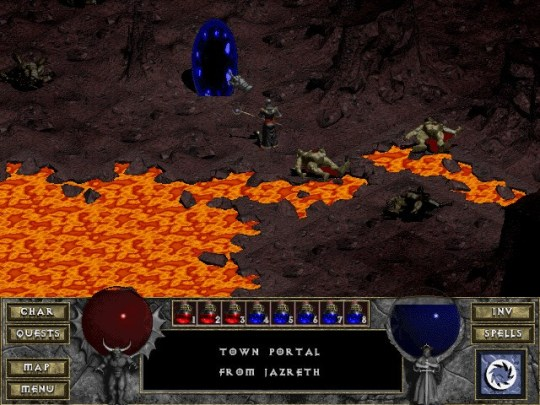 CHAR
QUESTS
MAP
MENU
1 2 3 4 5 6 7 8
TOWN PORTAL
FROM JAZRETH
INV
SPELLS